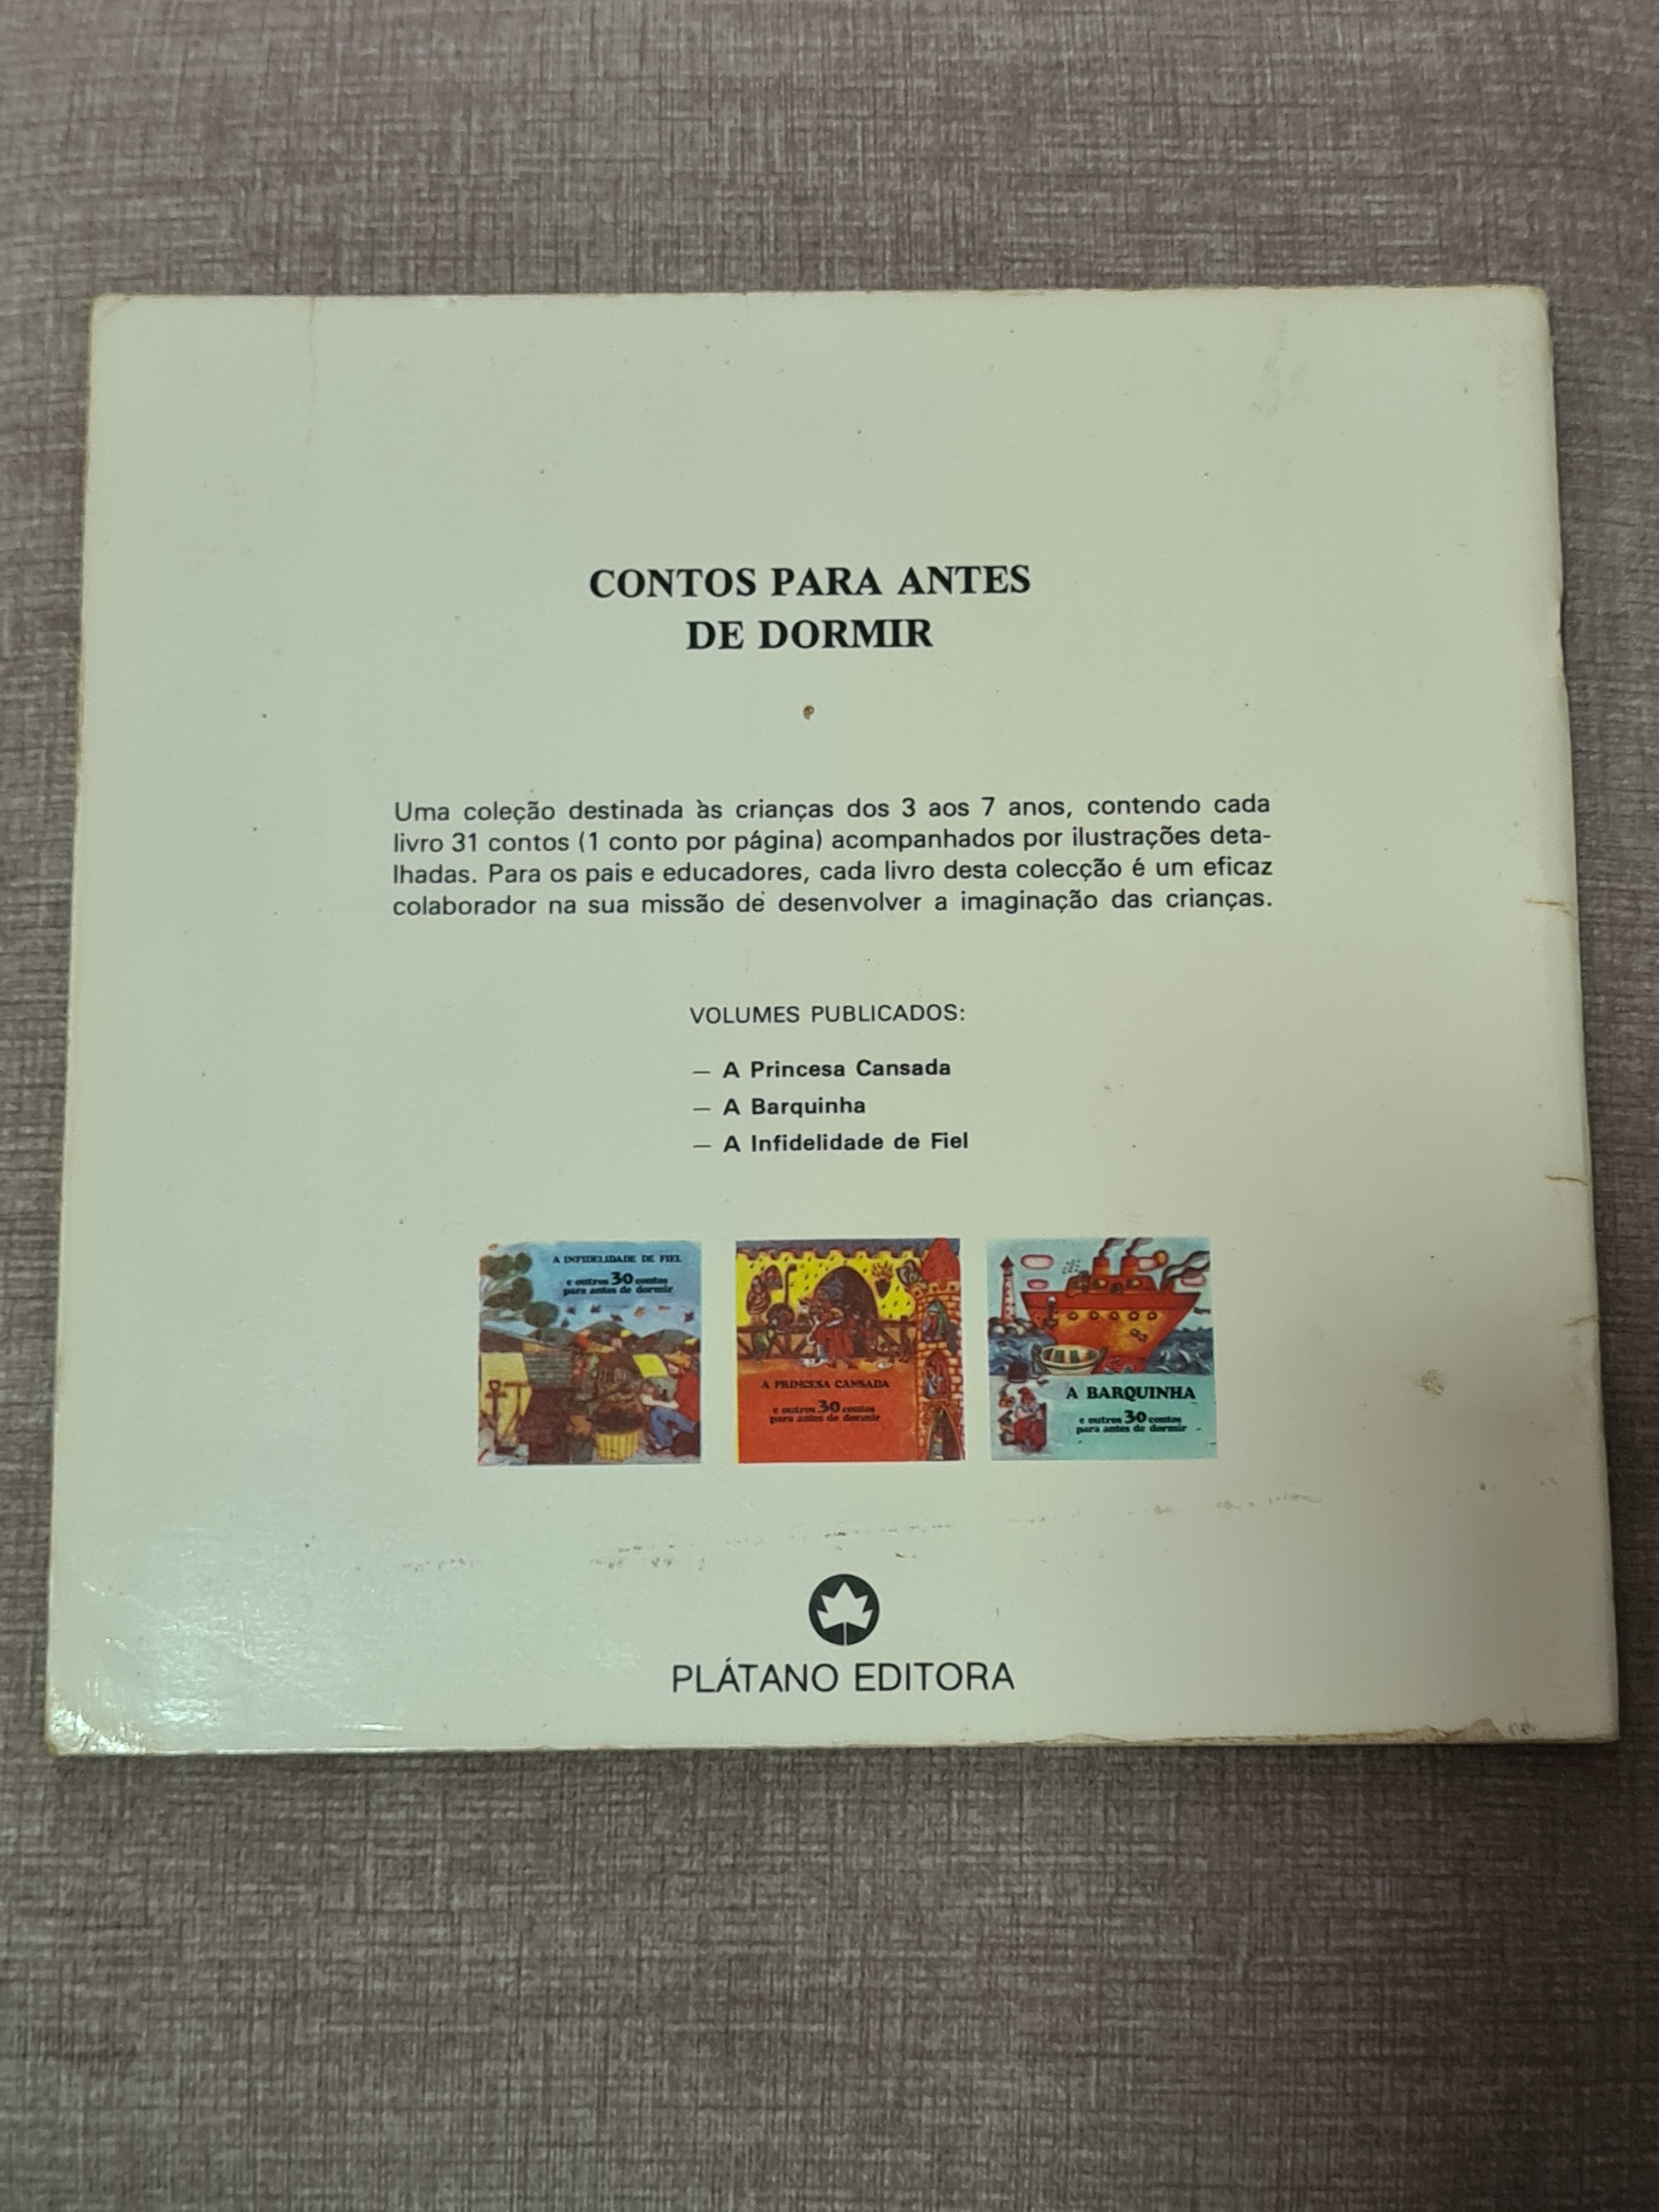 CONTOS PARA ANTES
DE DORMIR
Uma coleção destinada às crianças dos 3 aos 7 anos, contendo cada
livro 31 contos (1 conto por página) acompanhados por ilustrações deta-
lhadas. Para os pais e educadores, cada livro desta colecção é um eficaz
colaborador na sua missão de desenvolver a imaginação das crianças.
VOLUMES PUBLICADOS:
— A Princesa Cansada
— A Barquinha
— A Infidelidade de Fiel
A INFIDELIDADE DE FIEL
e outros 30 contos
para antes de dormir
A PRINCESA CANSADA
e outros 30 contos
para antes de dormir
A BARQUINHA
e outros 30 contos
para antes de dormir
PLÁTANO EDITORA